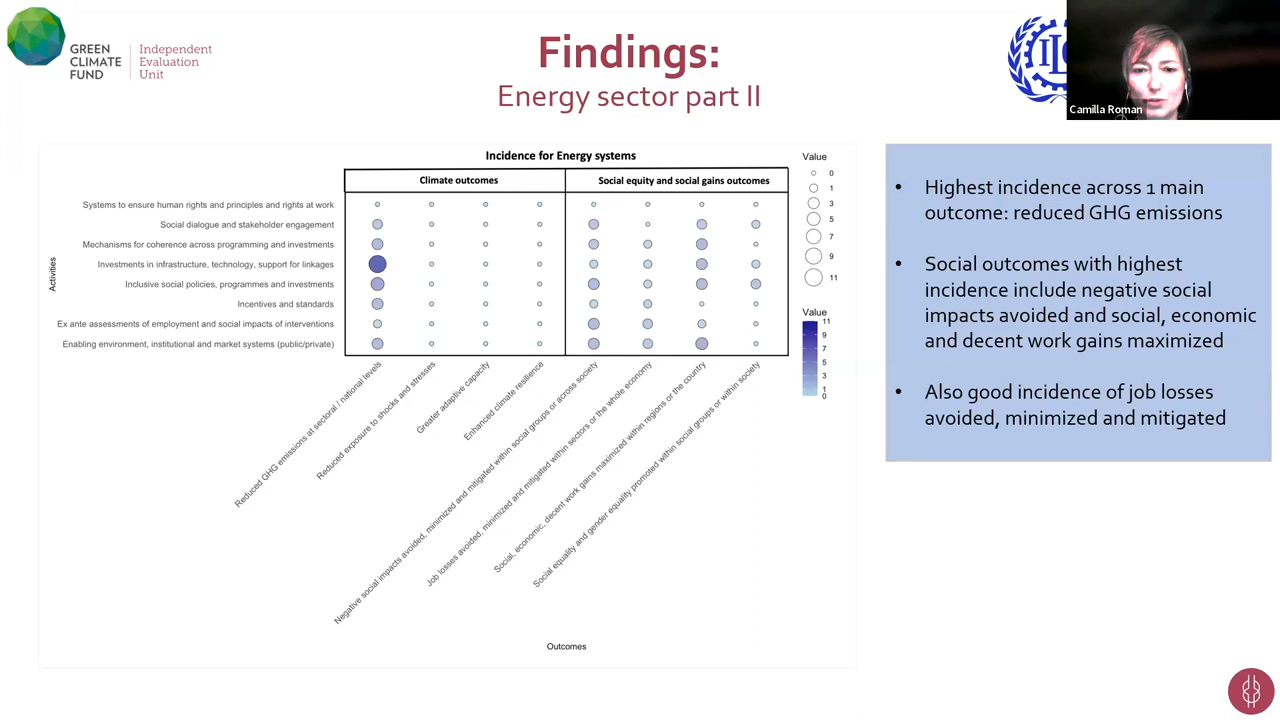 GREEN
CLIMATE
FUND
Independent
Evaluation
Unit
Findings:
Energy sector part II
Camilla Roman
Incidence for Energy systems
Climate outcomes
Social equity and social gains outcomes
Activities
Systems to ensure human rights and principles and rights at work
Social dialogue and stakeholder engagement
Mechanisms for coherence across programming and investments
Investments in infrastructure, technology, support for linkages
Inclusive social policies, programmes and investments
Incentives and standards
Ex ante assessments of employment and social impacts of interventions
Enabling environment, institutional and market systems (public/private)
Reduced GHG emissions at sectoral / national levels
Reduced exposure to shocks and stresses
Greater adaptive capacity
Enhanced climate resilience
Negative social impacts avoided, minimized and mitigated within social groups or across society
Job losses avoided, minimized and mitigated within sectors or the whole economy
Social, economic, decent work gains maximized within regions or the country
Social equality and gender equality promoted within social groups or within society
Outcomes
Value
0
1
3
5
7
9
11
Value
11
9
7
5
3
1
0
• Highest incidence across 1 main
outcome: reduced GHG emissions
• Social outcomes with highest
incidence include negative social
impacts avoided and social, economic
and decent work gains maximized
• Also good incidence of job losses
avoided, minimized and mitigated